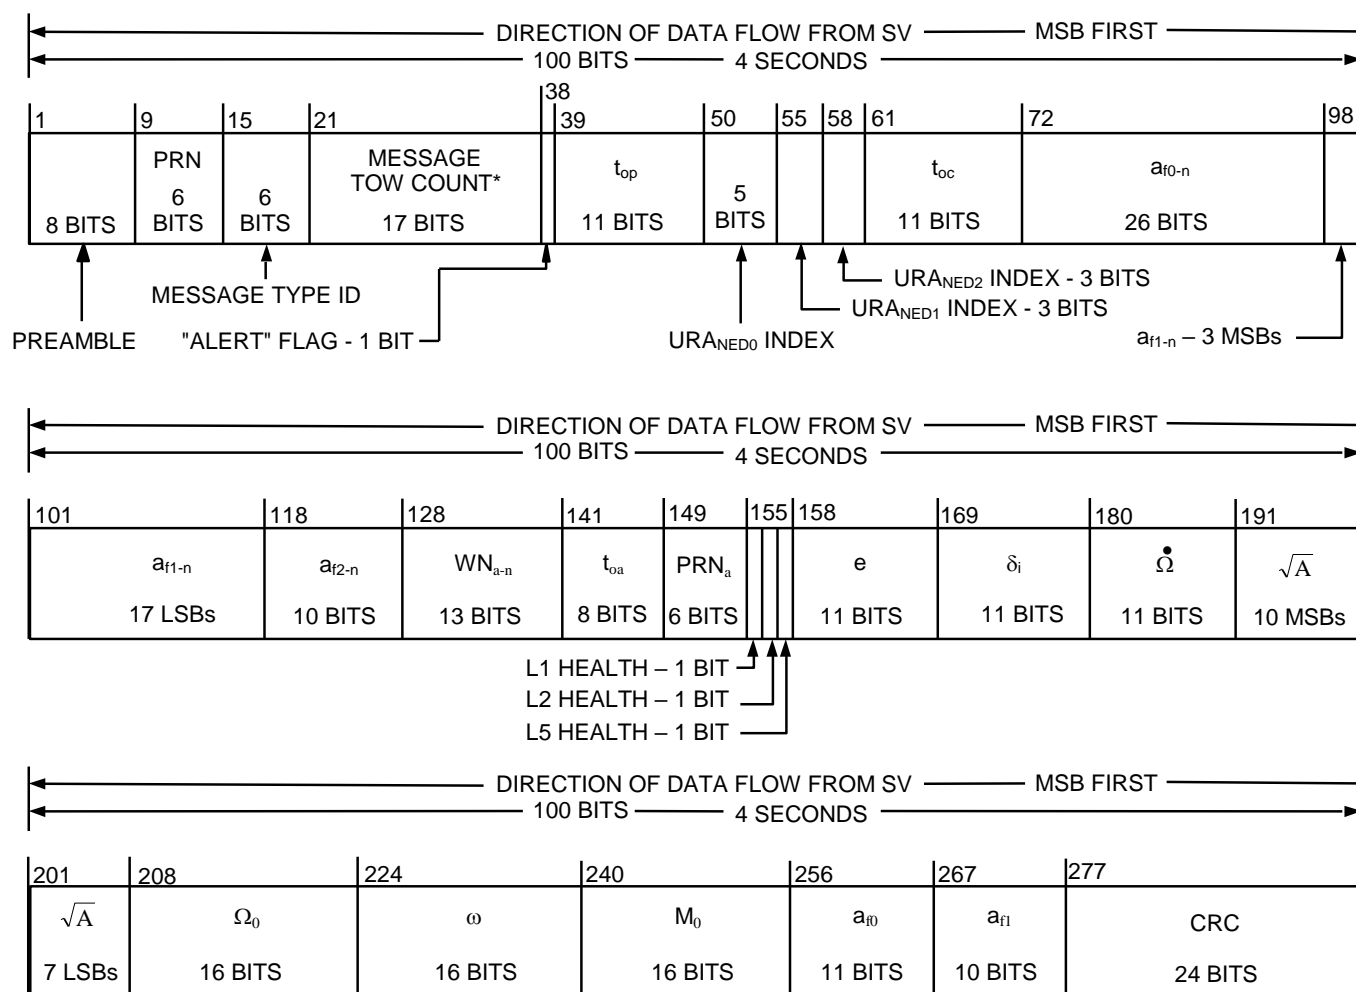 DIRECTION OF DATA FLOW FROM SV MSB FIRST
100 BITS 4 SECONDS
1 9 15 21 38 39 50 55 58 61 72 98
8 BITS
PRN
6
BITS
6
BITS
MESSAGE
TOW COUNT*
17 BITS
top
11 BITS
5
BITS
toc
11 BITS
af0-n
26 BITS
PREAMBLE
MESSAGE TYPE ID
"ALERT" FLAG - 1 BIT
URANED0 INDEX
URANED2 INDEX - 3 BITS
URANED1 INDEX - 3 BITS
af1-n – 3 MSBs
DIRECTION OF DATA FLOW FROM SV MSB FIRST
100 BITS 4 SECONDS
101 118 128 141 149 155 158 169 180 191
af1-n
17 LSBs
af2-n
10 BITS
WNa-n
13 BITS
toa
8 BITS
PRNa
6 BITS
e
11 BITS
δi
11 BITS
Ω̇
11 BITS
√A
10 MSBs
L1 HEALTH – 1 BIT
L2 HEALTH – 1 BIT
L5 HEALTH – 1 BIT
DIRECTION OF DATA FLOW FROM SV MSB FIRST
100 BITS 4 SECONDS
201 208 224 240 256 267 277
√A
7 LSBs
Ω0
16 BITS
ω
16 BITS
M0
16 BITS
af0
11 BITS
af1
10 BITS
CRC
24 BITS